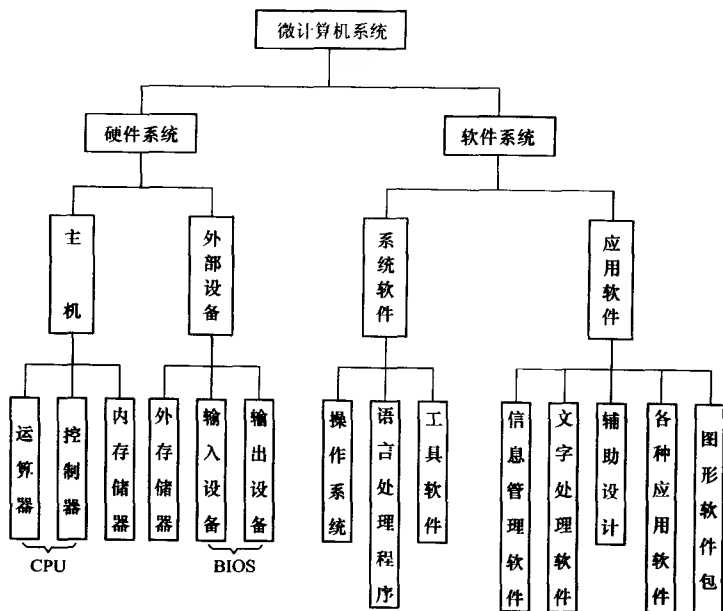 微计算机系统
硬件系统
软件系统
主机
外部设备
系统软件
应用软件
运算器
控制器
内存储器
外存储器
输入设备
输出设备
操作系统
语言处理程序
工具软件
信息管理软件
文字处理软件
辅助设计
各种应用软件
图形软件包
CPU
BIOS